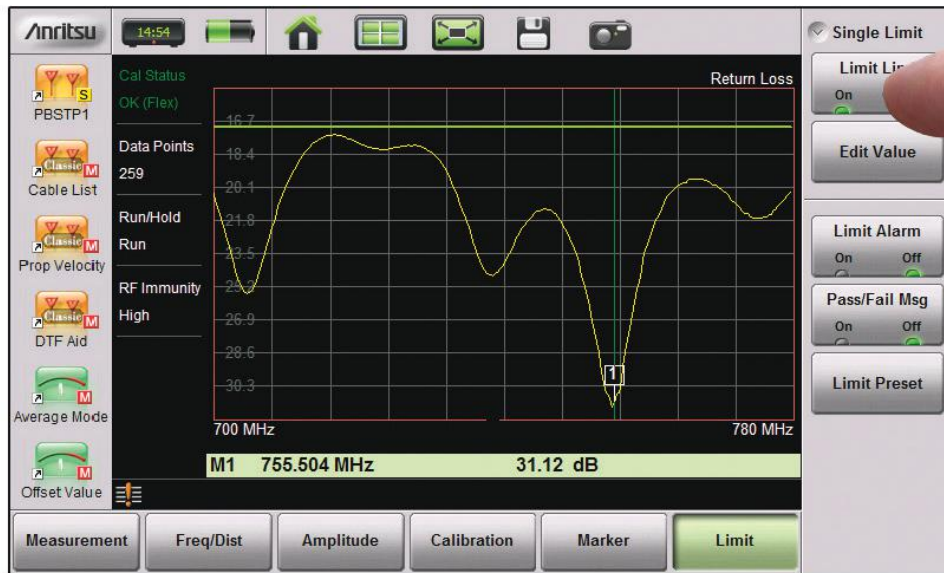 /inritsu
14:54
PBSTP1
S
Classic M
Cable List
Classic M
Prop Velocity
Classic M
DTF Aid
M
Average Mode
M
Offset Value
Cal Status
OK (Flex)
Data Points
259
Run/Hold
Run
RF Immunity
High
Return Loss
16.7
18.4
20.1
21.8
23.5
25.2
26.9
28.6
30.3
1
700 MHz
780 MHz
M1 755.504 MHz 31.12 dB
Measurement
Freq/Dist
Amplitude
Calibration
Marker
Limit
Single Limit
Limit
On
Edit Value
Limit Alarm
On Off
Pass/Fail Msg
On Off
Limit Preset